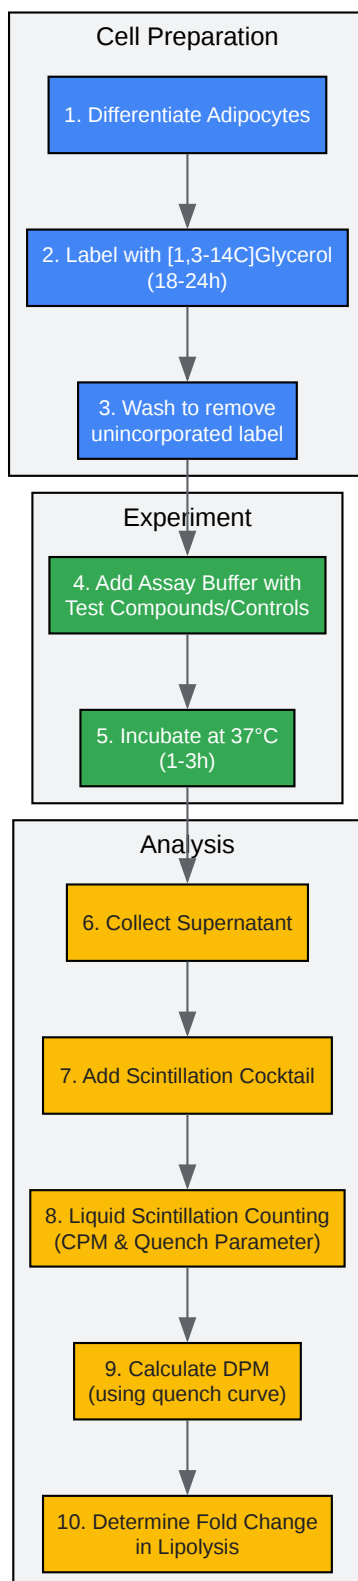 Cell Preparation
1. Differentiate Adipocytes
2. Label with [1,3-14C]Glycerol
(18-24h)
3. Wash to remove
unincorporated label
Experiment
4. Add Assay Buffer with
Test Compounds/Controls
5. Incubate at 37°C
(1-3h)
Analysis
6. Collect Supernatant
7. Add Scintillation Cocktail
8. Liquid Scintillation Counting
(CPM & Quench Parameter)
9. Calculate DPM
(using quench curve)
10. Determine Fold Change
in Lipolysis